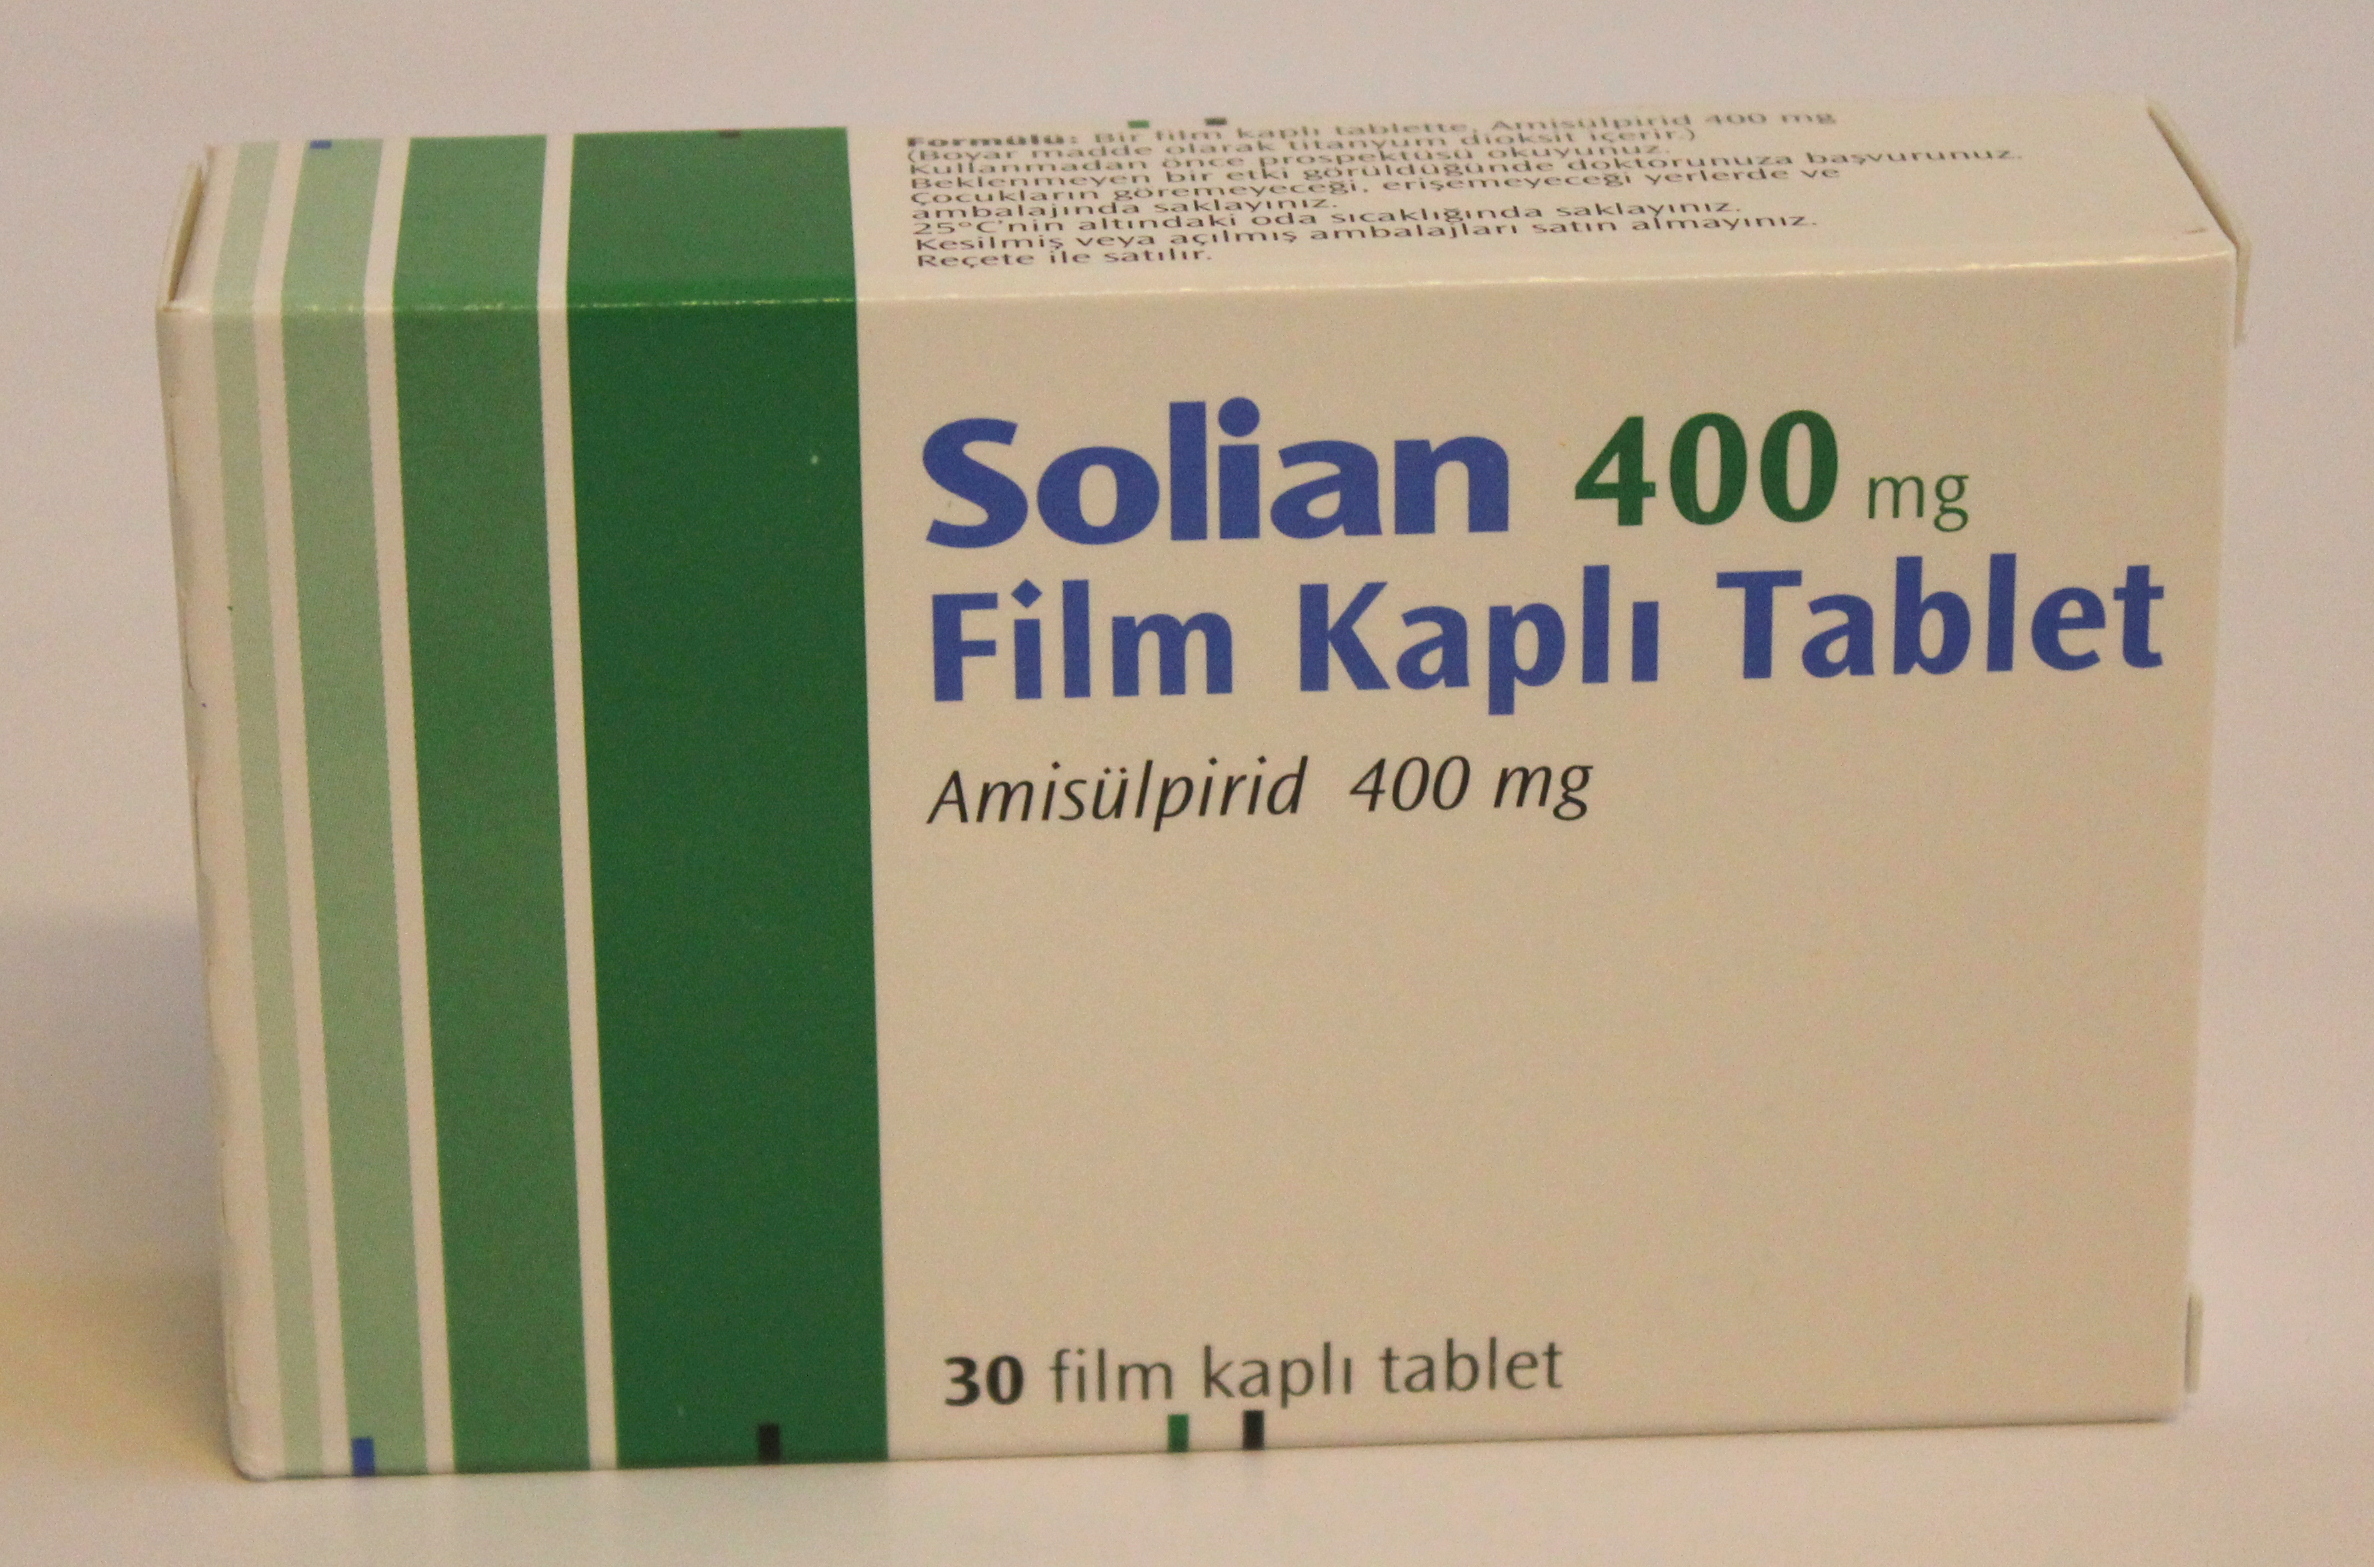 Formülü: Bir film kaplı tablette, Amisülpirid 400 mg
(Boyar madde olarak titanyum dioksit içerir.)
Kullanmadan önce prospektüsü okuyunuz.
Beklenmeyen bir etki görüldüğünde doktorunuza başvurunuz.
Çocukların göremeyeceği, erişemeyeceği yerlerde ve
ambalajında saklayınız.
25°C'nin altındaki oda sıcaklığında saklayınız.
Kesilmiş veya açılmış ambalajları satın almayınız.
Reçete ile satılır.
Solian 400 mg
Film Kaplı Tablet
Amisülpirid 400 mg
30 film kaplı tablet